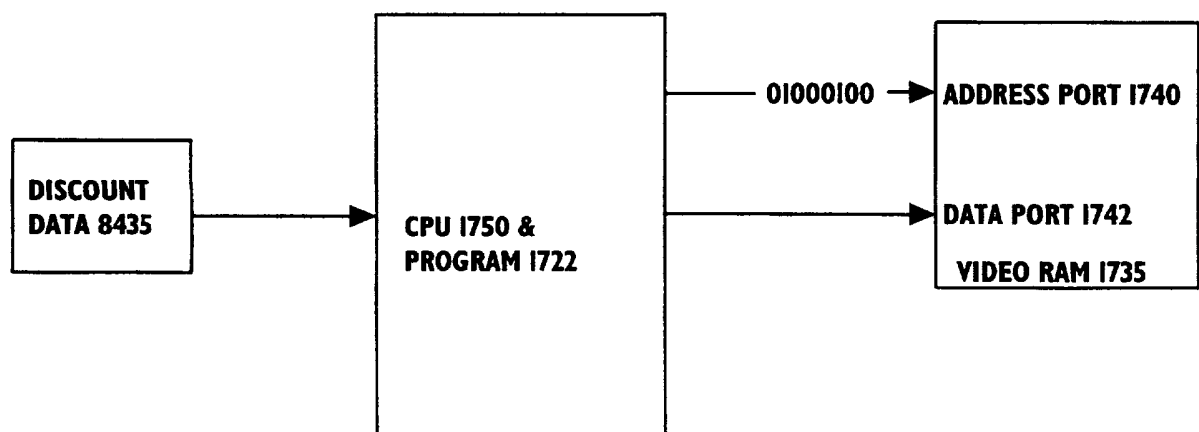 DISCOUNT
DATA 8435
CPU 1750 &
PROGRAM 1722
01000100
ADDRESS PORT 1740
DATA PORT 1742
VIDEO RAM 1735